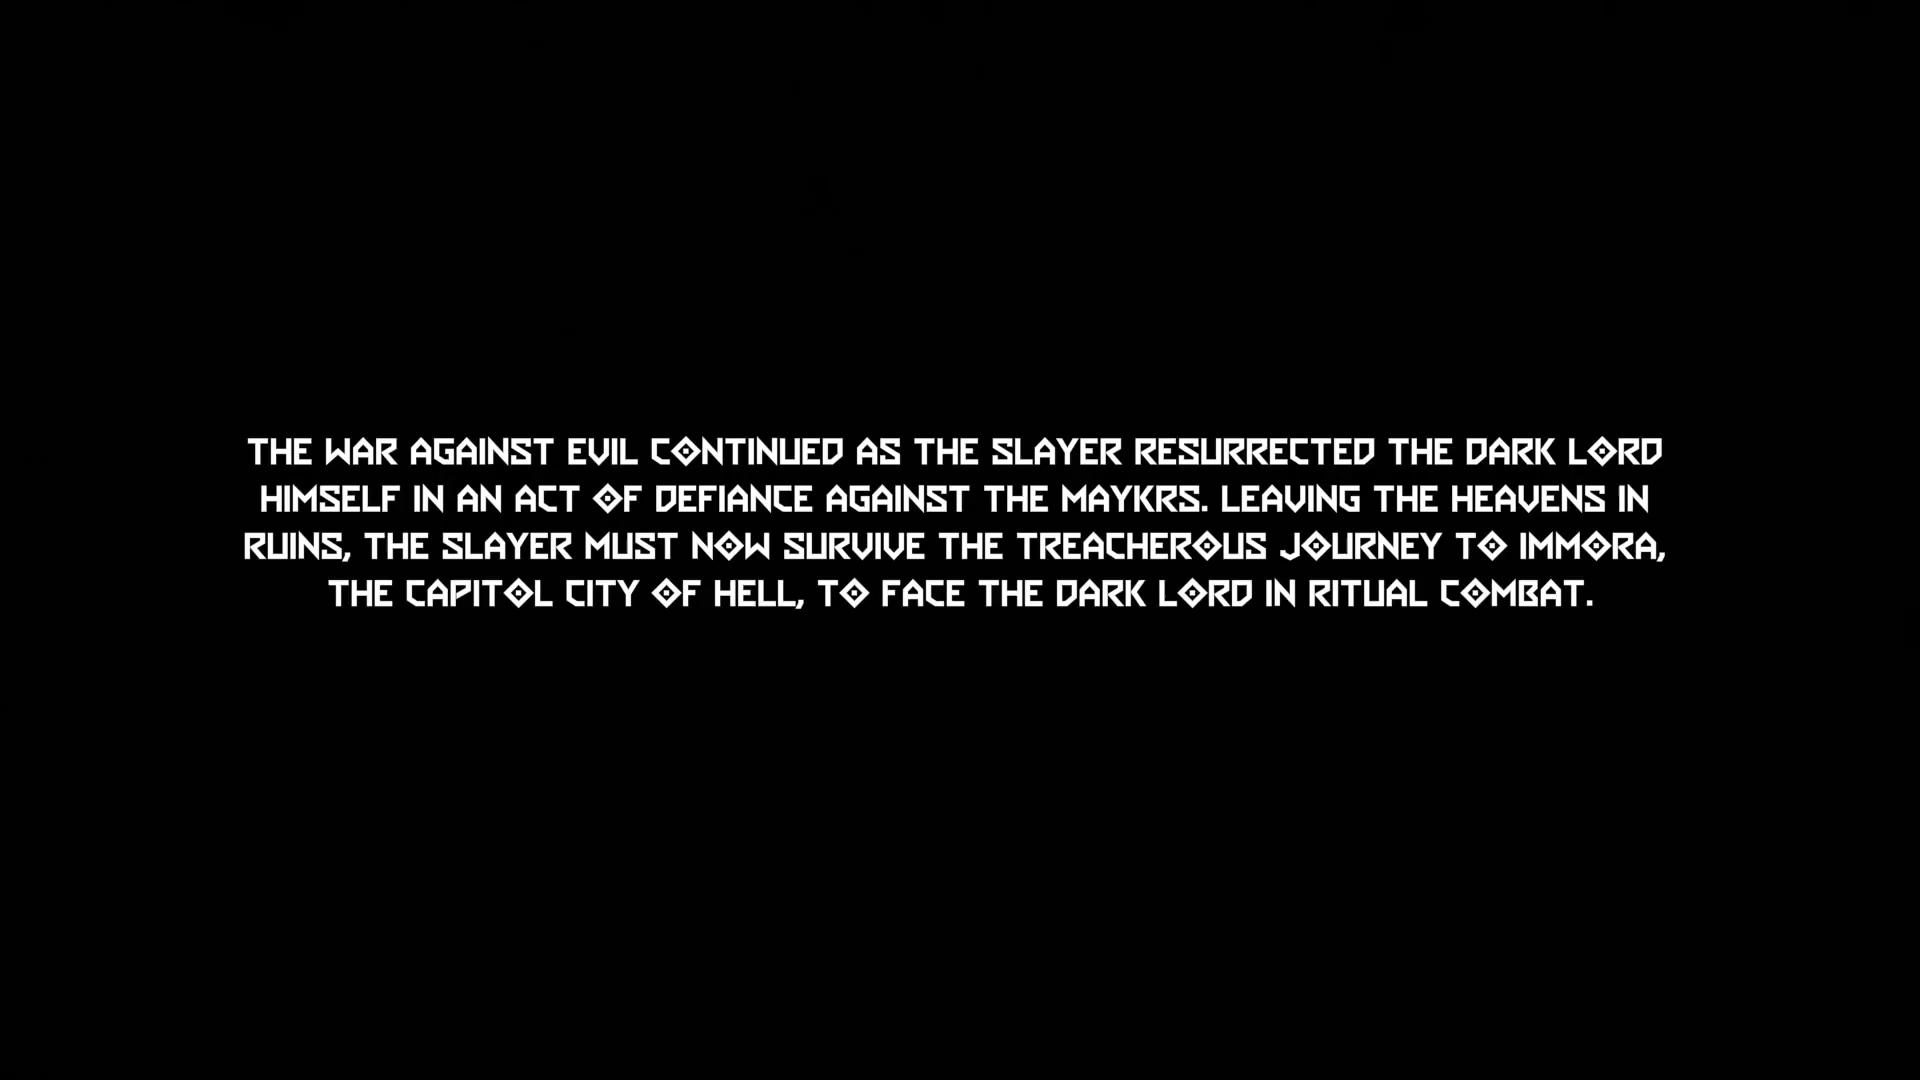 THE WAR AGAINST EVIL CONTINUED AS THE SLAYER RESURRECTED THE DARK LORD
HIMSELF IN AN ACT OF DEFIANCE AGAINST THE MAYKRS. LEAVING THE HEAVENS IN
RUINS, THE SLAYER MUST NOW SURVIVE THE TREACHEROUS JOURNEY TO IMMORA,
THE CAPITOL CITY OF HELL, TO FACE THE DARK LORD IN RITUAL COMBAT.